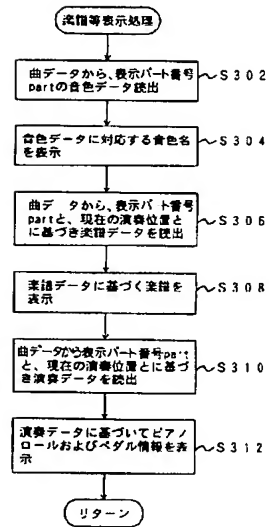 楽譜等表示処理
曲データから、表示パート番号
partの音色データ読出
S302
音色データに対応する音色名
を表示
S304
曲データから、表示パート番号
partと、現在の演奏位置と
に基づき楽譜データを読出
S306
楽譜データに基づく楽譜を
表示
S308
曲データから表示パート番号part
と、現在の演奏位置とに基づ
き演奏データを読出
S310
演奏データに基づいてピアノ
ロールおよびペダル情報を表
示
S312
リターン